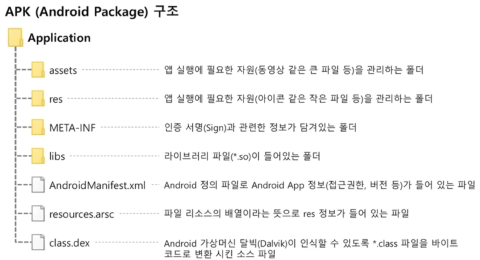 APK (Android Package) 구조
Application
assets 앱 실행에 필요한 자원(동영상 같은 큰 파일 등)을 관리하는 폴더
res 앱 실행에 필요한 자원(아이콘 같은 작은 파일 등)을 관리하는 폴더
META-INF 인증 서명(Sign)과 관련한 정보가 담겨있는 폴더
libs 라이브러리 파일(*.so)이 들어있는 폴더
AndroidManifest.xml Android 정의 파일로 Android App 정보(접근권한, 버전 등)가 들어 있는 파일
resources.arsc 파일 리소스의 배열이라는 뜻으로 res 정보가 들어 있는 파일
class.dex Android 가상머신 달빅(Dalvik)이 인식할 수 있도록 *.class 파일을 바이트
코드로 변환 시킨 소스 파일